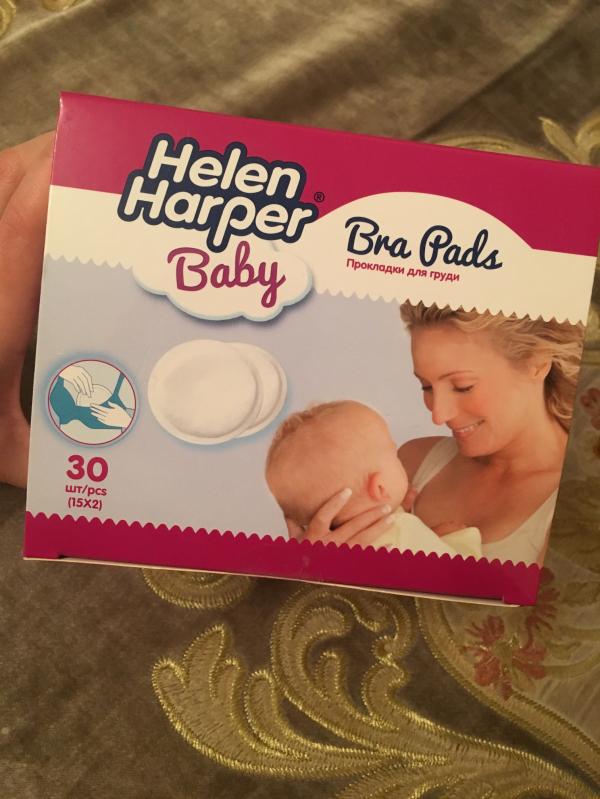 Helen
Harper®
Baby
Bra Pads
Прокладки для груди
30
шт/pcs
(15X2)